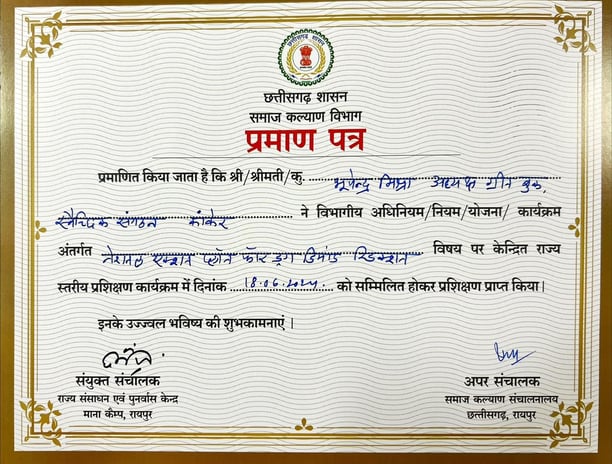 छत्तीसगढ़ शासन
समाज कल्याण विभाग
प्रमाण पत्र
प्रमाणित किया जाता है कि श्री/श्रीमती/कु. भूपेन्द्र मिश्रा अध्यक्ष ग्रीन बुक,
स्वैच्छिक संगठन कांकेर ने विभागीय अधिनियम/नियम/योजना/ कार्यक्रम
अंतर्गत नेशनल एक्शन प्लॉन फॉर ड्रग डिमांड रिडक्शन विषय पर केन्द्रित राज्य
स्तरीय प्रशिक्षण कार्यक्रम में दिनांक 18.06.2024 को सम्मिलित होकर प्रशिक्षण प्राप्त किया।
इनके उज्ज्वल भविष्य की शुभकामनाएं।
संयुक्त संचालक
राज्य संसाधन एवं पुनर्वास केन्द्र
माना कैम्प, रायपुर
अपर संचालक
समाज कल्याण संचालनालय
छत्तीसगढ़, रायपुर